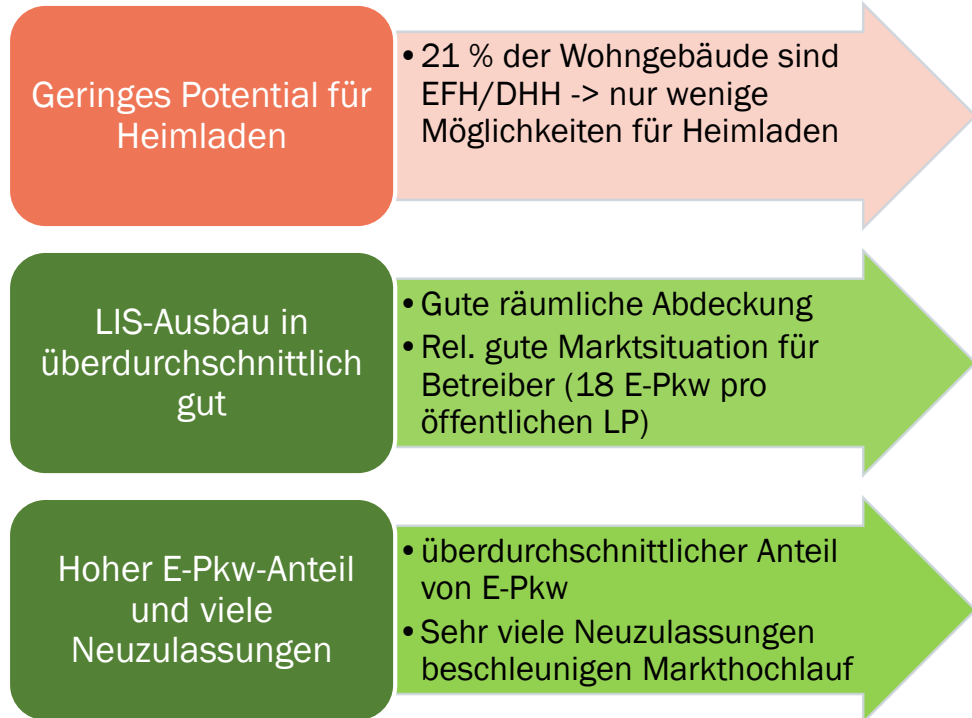 Geringes Potential für
Heimladen
• 21 % der Wohngebäude sind
EFH/DHH -> nur wenige
Möglichkeiten für Heimladen
LIS-Ausbau in
überdurchschnittlich
gut
• Gute räumliche Abdeckung
• Rel. gute Marktsituation für
Betreiber (18 E-Pkw pro
öffentlichen LP)
Hoher E-Pkw-Anteil
und viele
Neuzulassungen
• überdurchschnittlicher Anteil
von E-Pkw
• Sehr viele Neuzulassungen
beschleunigen Markthochlauf